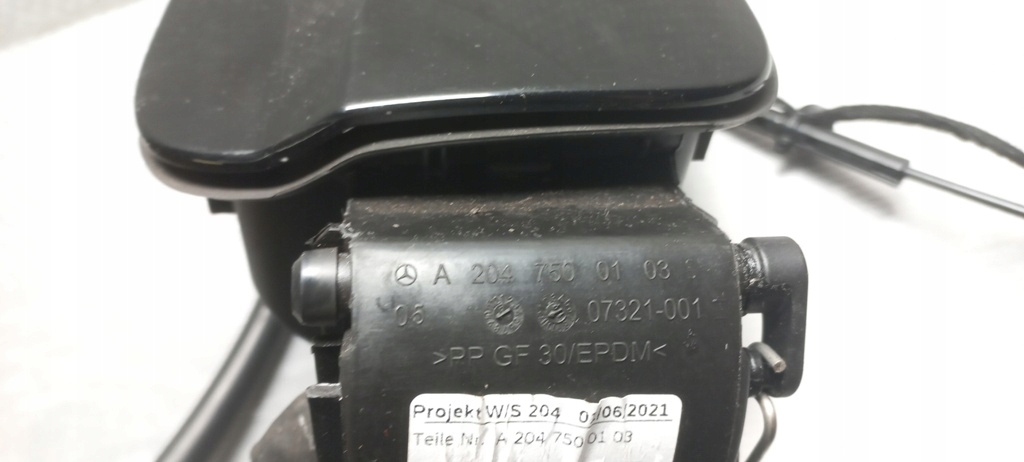 A 204 750 01 03
05 07321-001
>PP GF 30/EPDM<
Projekt W/S 204 /06/2021
Teile Nr. A 204 750 01 03